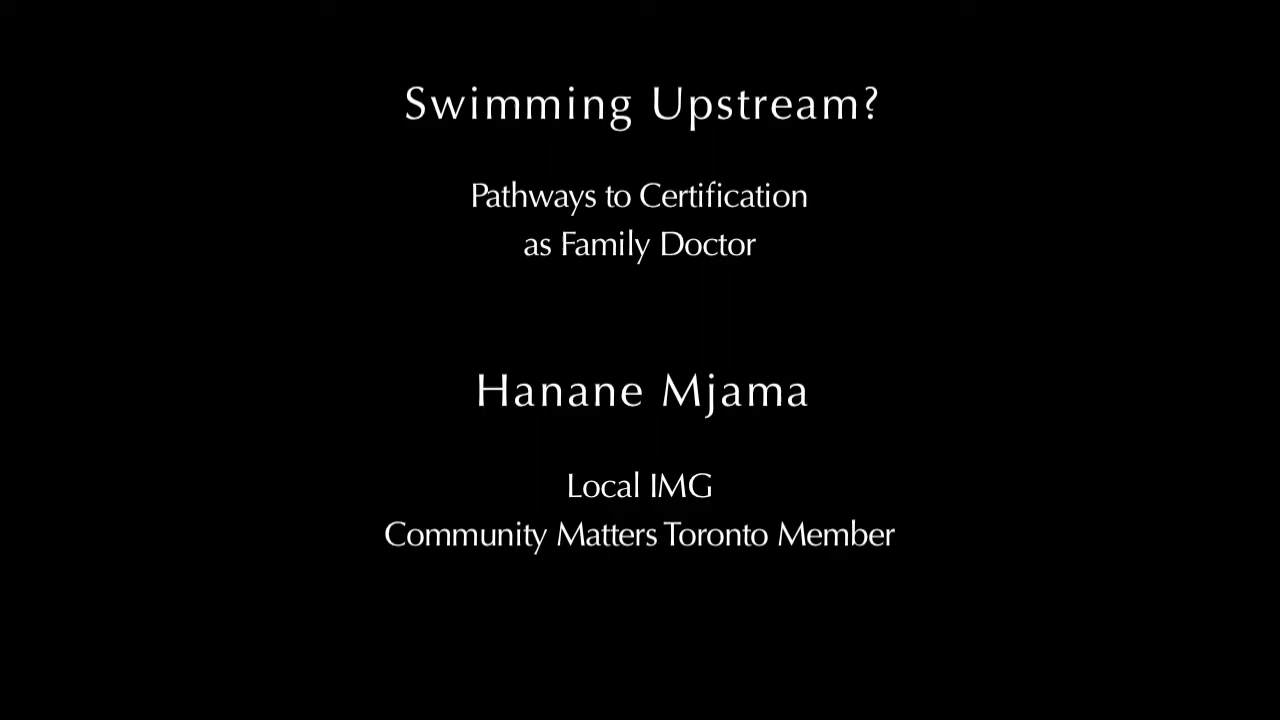 Swimming Upstream?
Pathways to Certification
as Family Doctor
Hanane Mjama
Local IMG
Community Matters Toronto Member